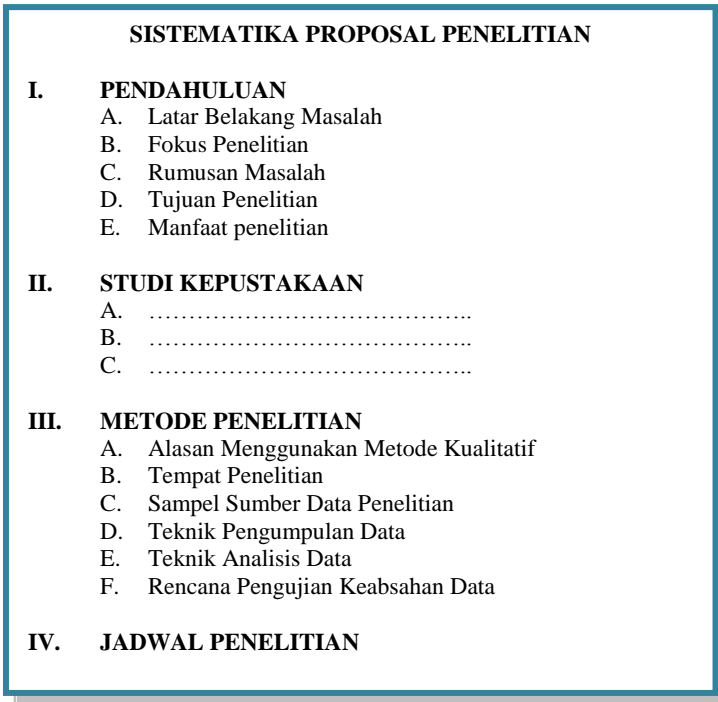 SISTEMATIKA PROPOSAL PENELITIAN
I. PENDAHULUAN
A. Latar Belakang Masalah
B. Fokus Penelitian
C. Rumusan Masalah
D. Tujuan Penelitian
E. Manfaat penelitian
II. STUDI KEPUSTAKAAN
A. …………………………………..
B. …………………………………..
C. …………………………………..
III. METODE PENELITIAN
A. Alasan Menggunakan Metode Kualitatif
B. Tempat Penelitian
C. Sampel Sumber Data Penelitian
D. Teknik Pengumpulan Data
E. Teknik Analisis Data
F. Rencana Pengujian Keabsahan Data
IV. JADWAL PENELITIAN